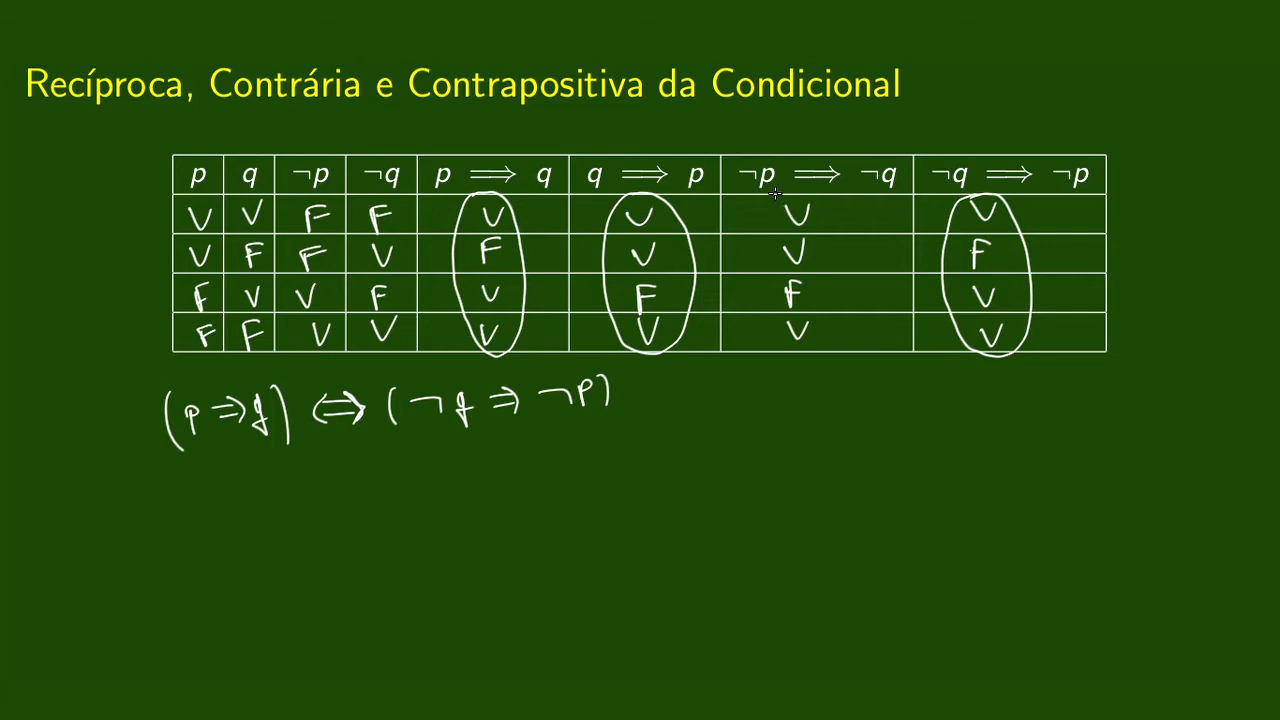 Recíproca, Contrária e Contrapositiva da Condicional
p q ¬p ¬q p ⟹ q q ⟹ p ¬p ⟹ ¬q ¬q ⟹ ¬p
V V F F V V V V
V F F V F V V F
F V V F V F F V
F F V V V V V V
(p ⇒ q) ⇔ (¬q ⇒ ¬p)